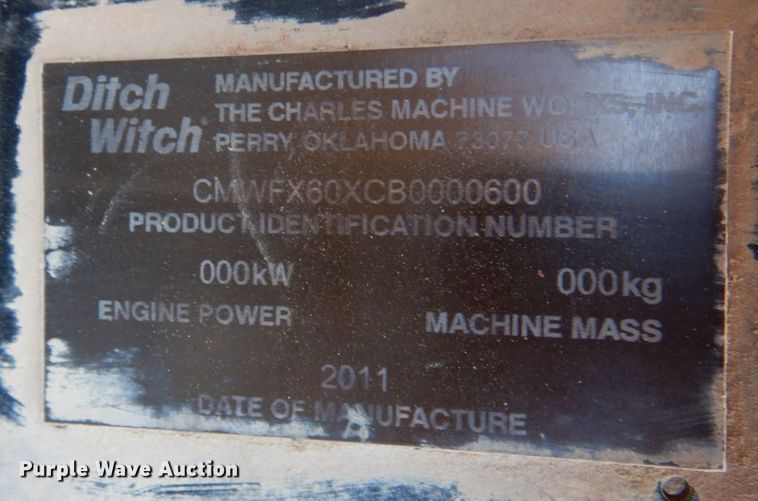 Ditch Witch®
MANUFACTURED BY
THE CHARLES MACHINE WORKS, INC.
PERRY, OKLAHOMA 73077 USA
CMWFX60XCB0000600
PRODUCT IDENTIFICATION NUMBER
000kW
000kg
ENGINE POWER
MACHINE MASS
2011
DATE OF MANUFACTURE
Purple Wave Auction